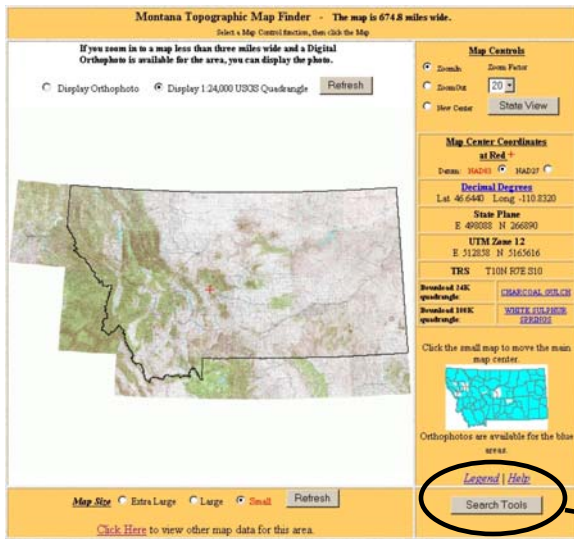 Montana Topographic Map Finder - The map is 674.8 miles wide.
Select a Map Control function, then click the Map
If you zoom in to a map less than three miles wide and a Digital
Orthophoto is available for the area, you can display the photo.
Display Orthophoto Display 1:24,000 USGS Quadrangle Refresh
Map Controls
ZoomIn Zoom Factor
ZoomOut 20
New Center State View
Map Center Coordinates
at Red +
Datum: NAD83 NAD27
Decimal Degrees
Lat 46.6440 Long -110.8320
State Plane
E 498088 N 266890
UTM Zone 12
E 512858 N 5165616
TRS T10N R7E S10
Download 24K
quadrangle:
CHARCOAL GULCH
Download 100K
quadrangle:
WHITE SULPHUR
SPRINGS
Click the small map to move the main
map center.
Orthophotos are available for the blue
areas.
Legend | Help
Search Tools
Map Size Extra Large Large Small Refresh
Click Here to view other map data for this area.